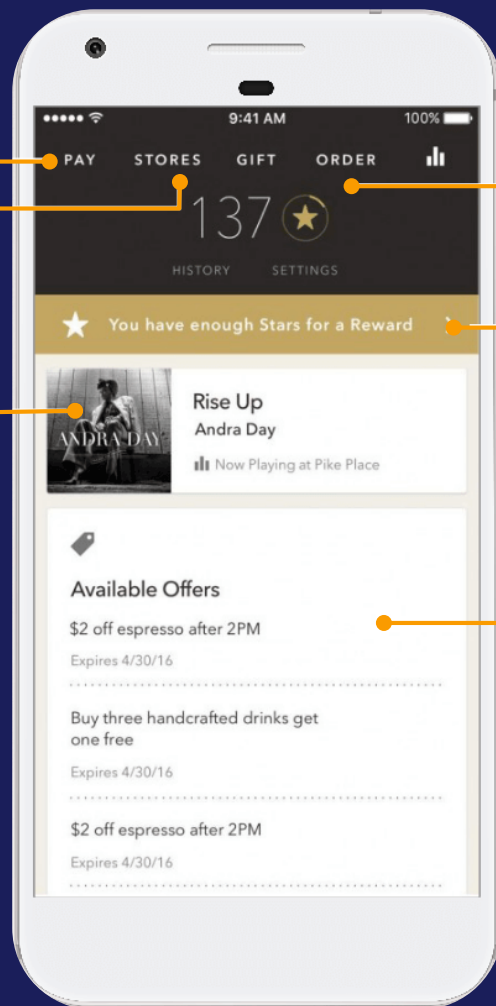 9:41 AM 100%
PAY STORES GIFT ORDER
137
HISTORY SETTINGS
You have enough Stars for a Reward
ANDRA DAY
Rise Up
Andra Day
Now Playing at Pike Place
Available Offers
$2 off espresso after 2PM
Expires 4/30/16
Buy three handcrafted drinks get
one free
Expires 4/30/16
$2 off espresso after 2PM
Expires 4/30/16